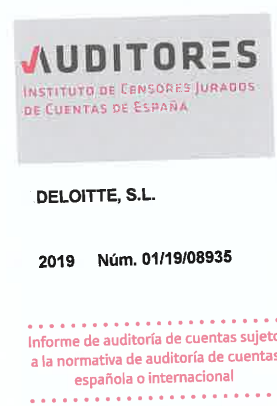 AUDITORES
INSTITUTO DE CENSORES JURADOS
DE CUENTAS DE ESPAÑA
DELOITTE, S.L.
2019 Núm. 01/19/08935
Informe de auditoría de cuentas sujeto
a la normativa de auditoría de cuentas
española o internacional